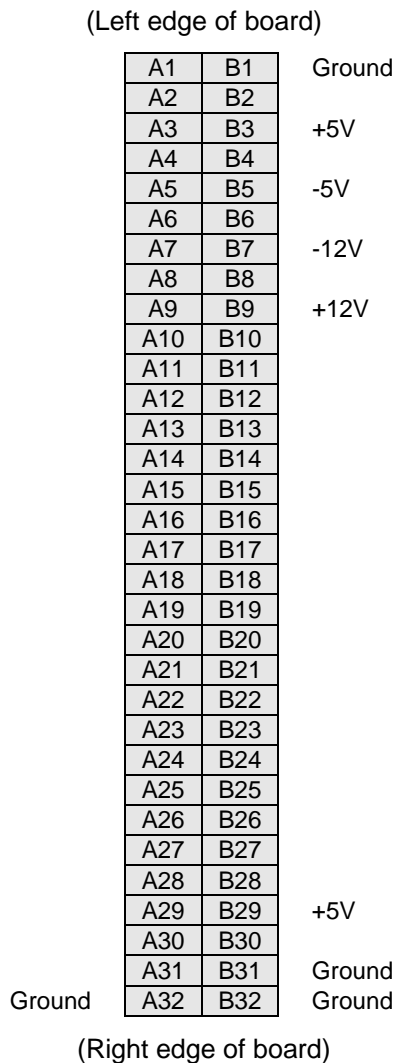 (Left edge of board)
A1 B1 Ground
A2 B2
A3 B3 +5V
A4 B4
A5 B5 -5V
A6 B6
A7 B7 -12V
A8 B8
A9 B9 +12V
A10 B10
A11 B11
A12 B12
A13 B13
A14 B14
A15 B15
A16 B16
A17 B17
A18 B18
A19 B19
A20 B20
A21 B21
A22 B22
A23 B23
A24 B24
A25 B25
A26 B26
A27 B27
A28 B28
A29 B29 +5V
A30 B30
A31 B31 Ground
Ground A32 B32 Ground
(Right edge of board)